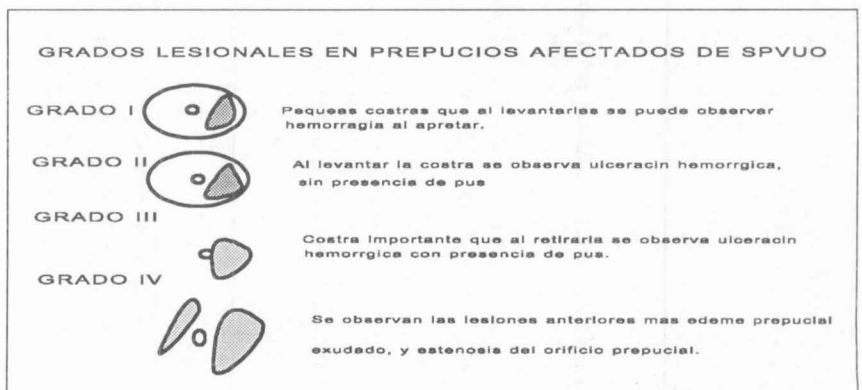 GRADOS LESIONALES EN PREPUCIOS AFECTADOS DE SPVUO
GRADO I
Pequeas costras que al levantarlas se puede observar
hemorragia al apretar.
GRADO II
Al levantar la costra se observa ulceracin hemorrgica,
sin presencia de pus
GRADO III
Costra importante que al retirarla se observa ulceracin
hemorrgica con presencia de pus.
GRADO IV
Se observan las lesiones anteriores mas edeme prepucial
exudado, y estenosis del orificio prepucial.